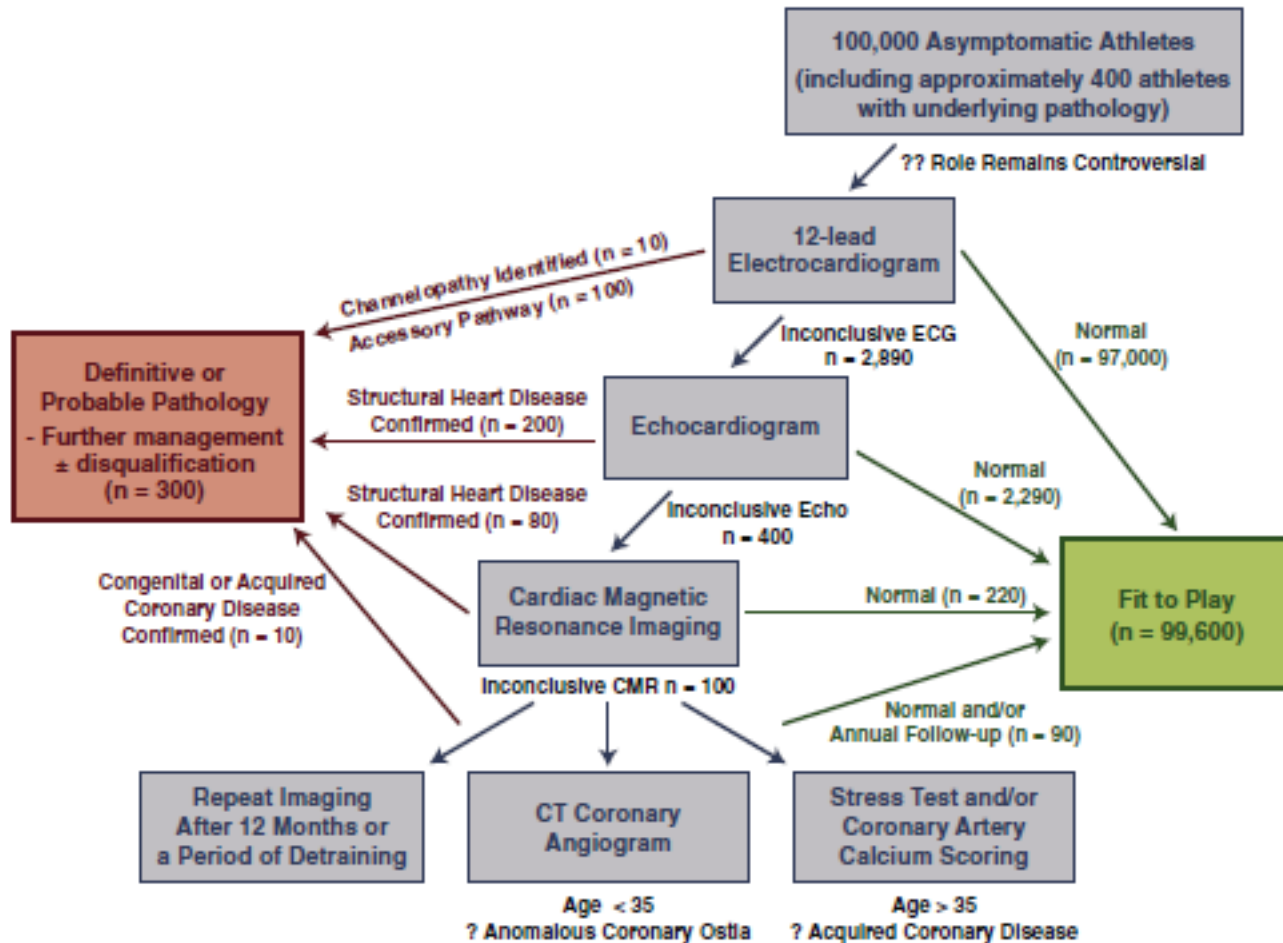 100,000 Asymptomatic Athletes
(including approximately 400 athletes
with underlying pathology)
?? Role Remains Controversial
12-lead
Electrocardiogram
Channelopathy Identified (n = 10)
Accessory Pathway (n = 100)
Normal
(n = 97,000)
Inconclusive ECG
n = 2,890
Definitive or
Probable Pathology
- Further management
± disqualification
(n = 300)
Structural Heart Disease
Confirmed (n = 200)
Echocardiogram
Normal
(n = 2,290)
Structural Heart Disease
Confirmed (n = 80)
Inconclusive Echo
n = 400
Congenital or Acquired
Coronary Disease
Confirmed (n = 10)
Cardiac Magnetic
Resonance Imaging
Normal (n = 220)
Fit to Play
(n = 99,600)
Inconclusive CMR n = 100
Normal and/or
Annual Follow-up (n = 90)
Repeat Imaging
After 12 Months or
a Period of Detraining
CT Coronary
Angiogram
Stress Test and/or
Coronary Artery
Calcium Scoring
Age < 35
? Anomalous Coronary Ostia
Age > 35
? Acquired Coronary Disease